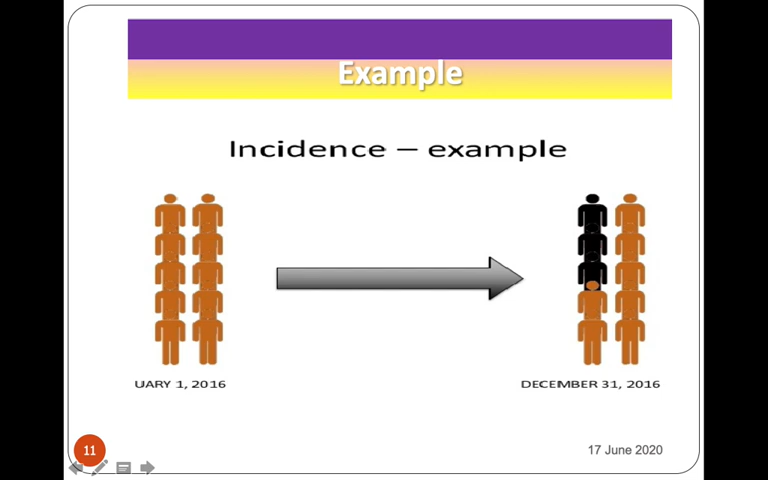 Example
Incidence – example
UARY 1, 2016
DECEMBER 31, 2016
11
17 June 2020